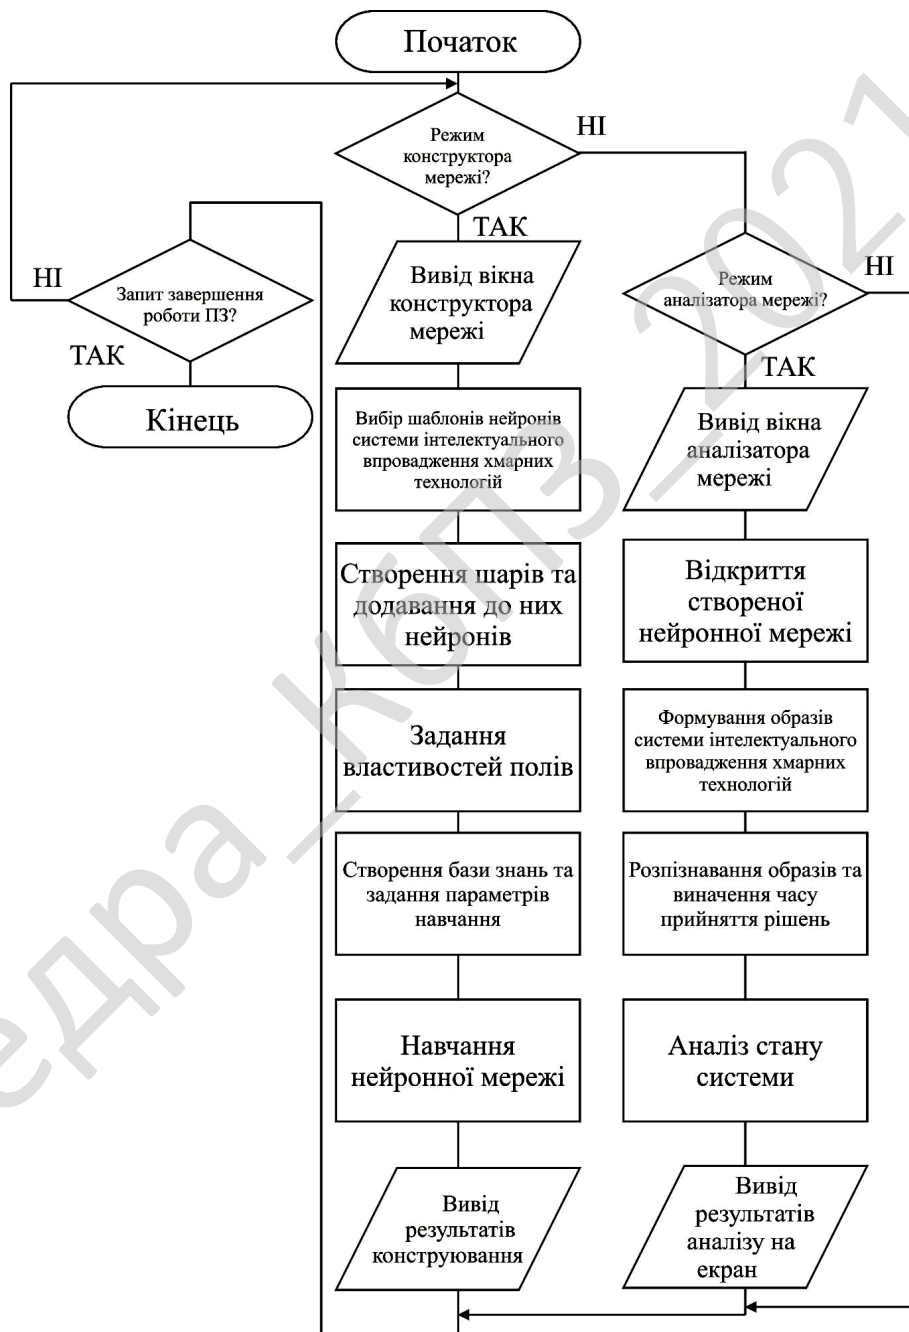 Початок
Режим
конструктора
мережі?
НІ
ТАК
Вивід вікна
конструктора
мережі
Режим
аналізатора мережі?
НІ
ТАК
НІ
Запит завершення
роботи ПЗ?
ТАК
Кінець
Вибір шаблонів нейронів
системи інтелектуального
впровадження хмарних
технологій
Вивід вікна
аналізатора
мережі
Створення шарів та
додавання до них
нейронів
Відкриття
створеної
нейронної мережі
Задання
властивостей полів
Формування образів
системи інтелектуального
впровадження хмарних
технологій
Створення бази знань та
задання параметрів
навчання
Розпізнавання образів та
виначення часу
прийняття рішень
Навчання
нейронної мережі
Аналіз стану
системи
Вивід
результатів
конструювання
Вивід
результатів
аналізу на
екран
едра_КбПЗ_2021